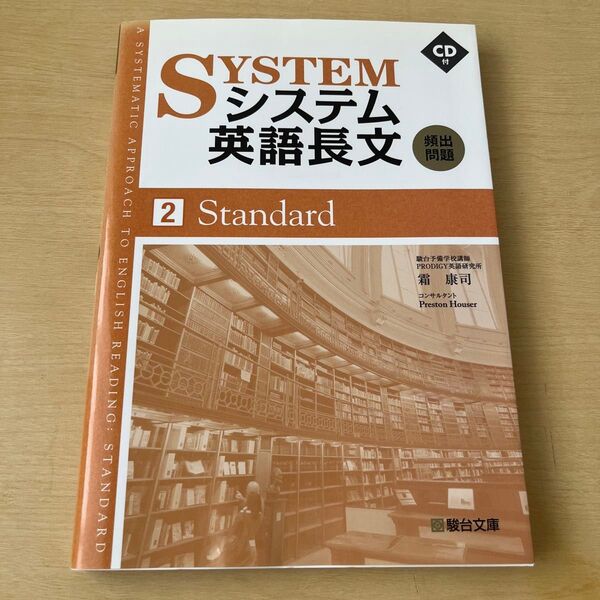 A SYSTEMATIC APPROACH TO ENGLISH READING: STANDARD
CD
付
SYSTEM
システム
英語長文
頻出
問題
2 Standard
駿台予備学校講師
PRODIGY英語研究所
霜 康司
コンサルタント
Preston Houser
駿台文庫